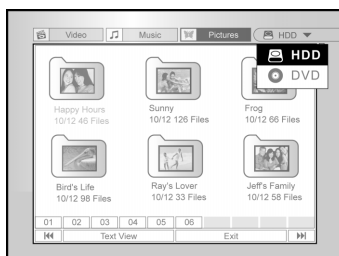 Video Music Pictures HDD
HDD
DVD
Happy Hours Sunny Frog
10/12 46 Files 10/12 126 Files 10/12 66 Files
Bird's Life Ray's Lover Jeff's Family
10/12 98 Files 10/12 33 Files 10/12 58 Files
01 02 03 04 05 06
Text View Exit